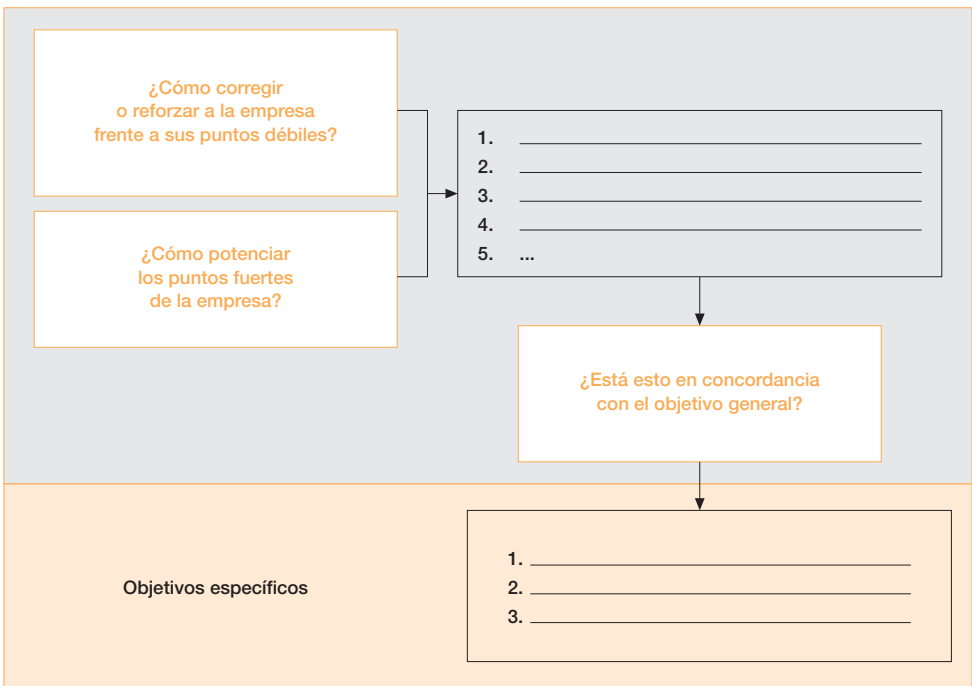 ¿Cómo corregir
o reforzar a la empresa
frente a sus puntos débiles?
¿Cómo potenciar
los puntos fuertes
de la empresa?
1.
2.
3.
4.
5. ...
¿Está esto en concordancia
con el objetivo general?
Objetivos específicos
1.
2.
3.